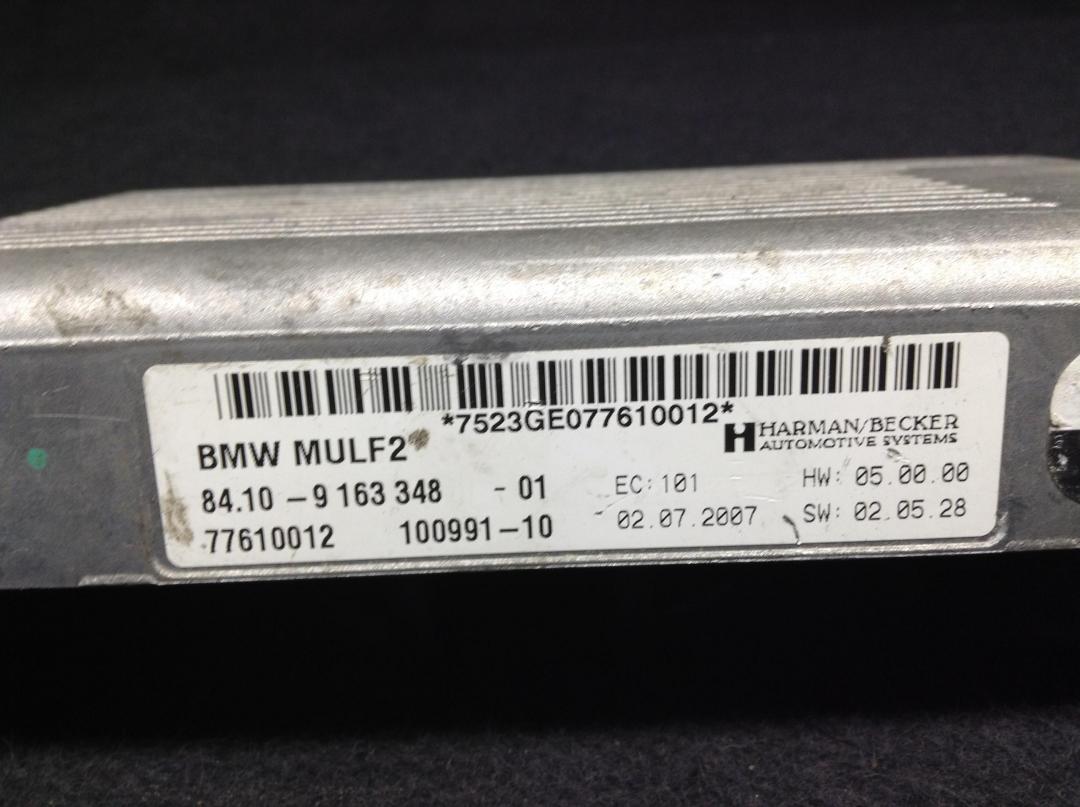 *7523GE077610012*
BMW MULF2
HARMAN/BECKER
AUTOMOTIVE SYSTEMS
84.10 - 9 163 348 - 01
EC: 101
HW: 05.00.00
77610012 100991-10
02.07.2007
SW: 02.05.28